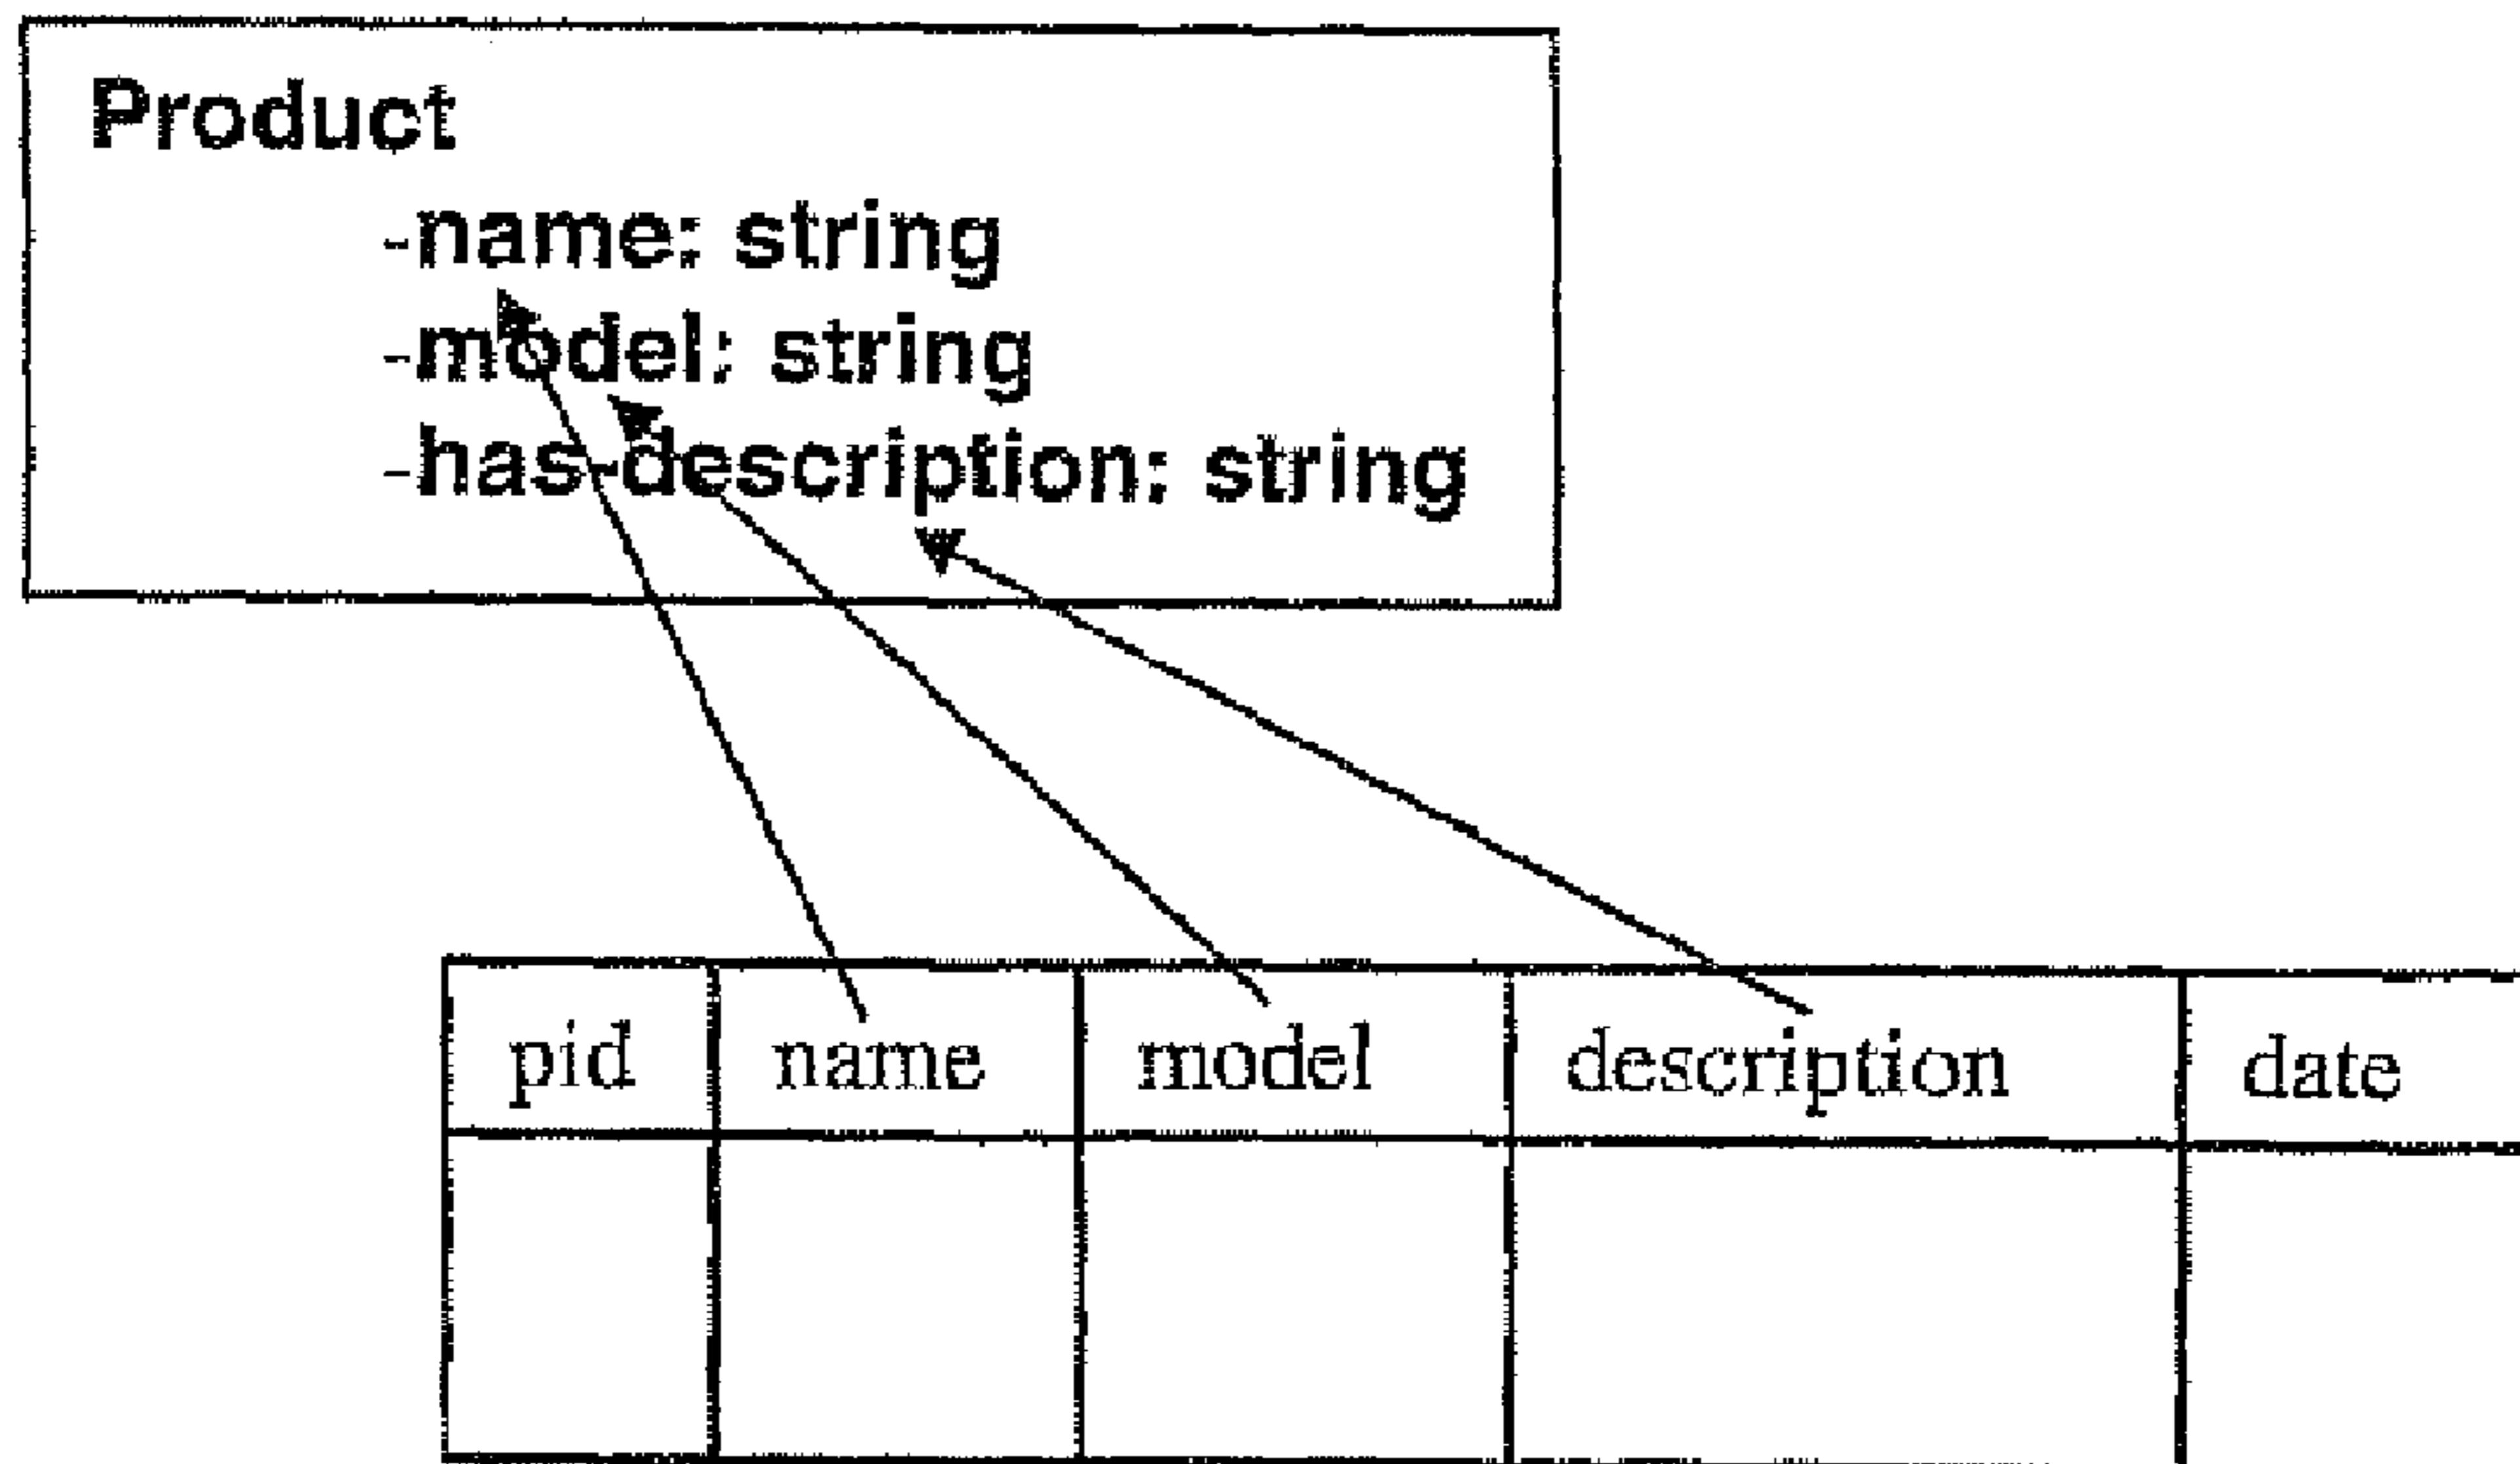 Product
-name: string
-model: string
-has-description: string
pid name model description date